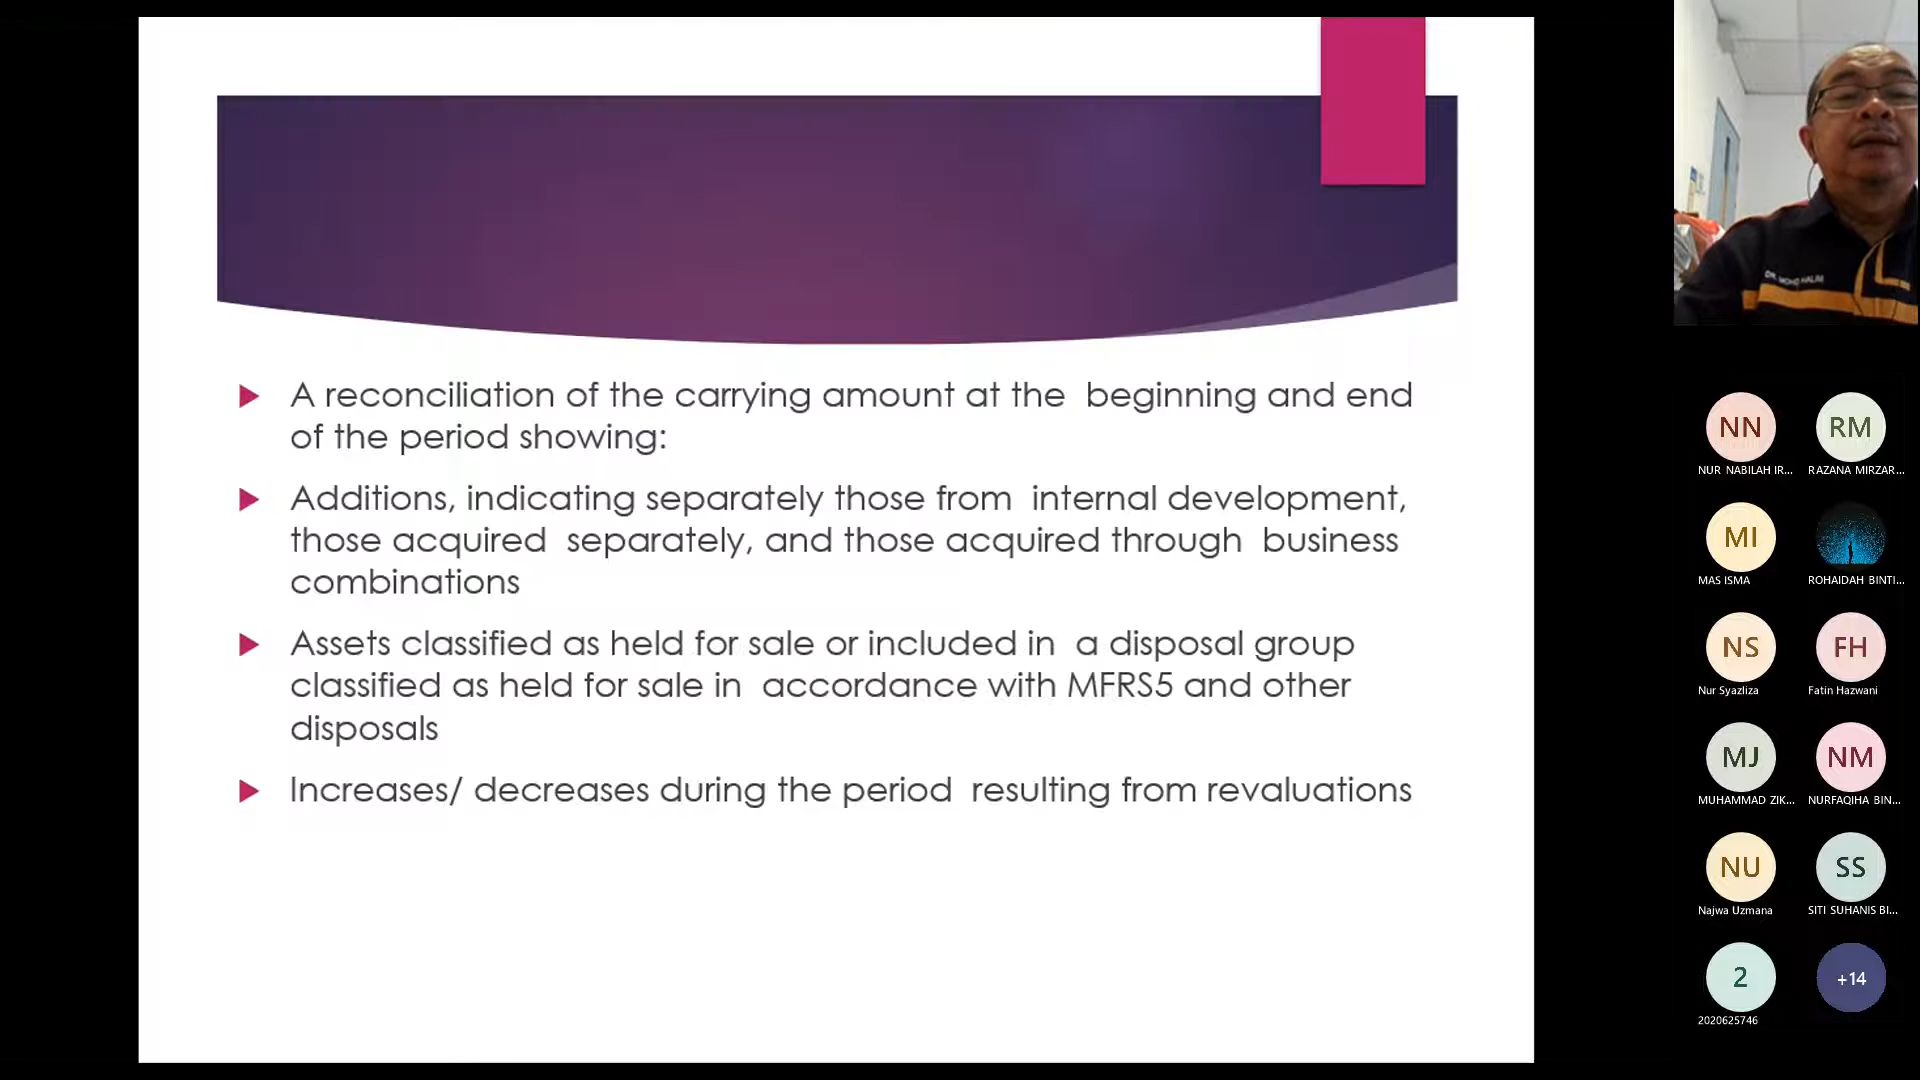 A reconciliation of the carrying amount at the beginning and end
of the period showing:
Additions, indicating separately those from internal development,
those acquired separately, and those acquired through business
combinations
Assets classified as held for sale or included in a disposal group
classified as held for sale in accordance with MFRS5 and other
disposals
Increases/ decreases during the period resulting from revaluations
DR. MOHD HALIM
NN
RM
NUR NABILAH IR...
RAZANA MIRZAR...
MI
MAS ISMA
ROHAIDAH BINTI...
NS
FH
Nur Syazliza
Fatin Hazwani
MJ
NM
MUHAMMAD ZIK...
NURFAQIHA BIN...
NU
SS
Najwa Uzmana
SITI SUHANIS BI...
2
+14
2020625746